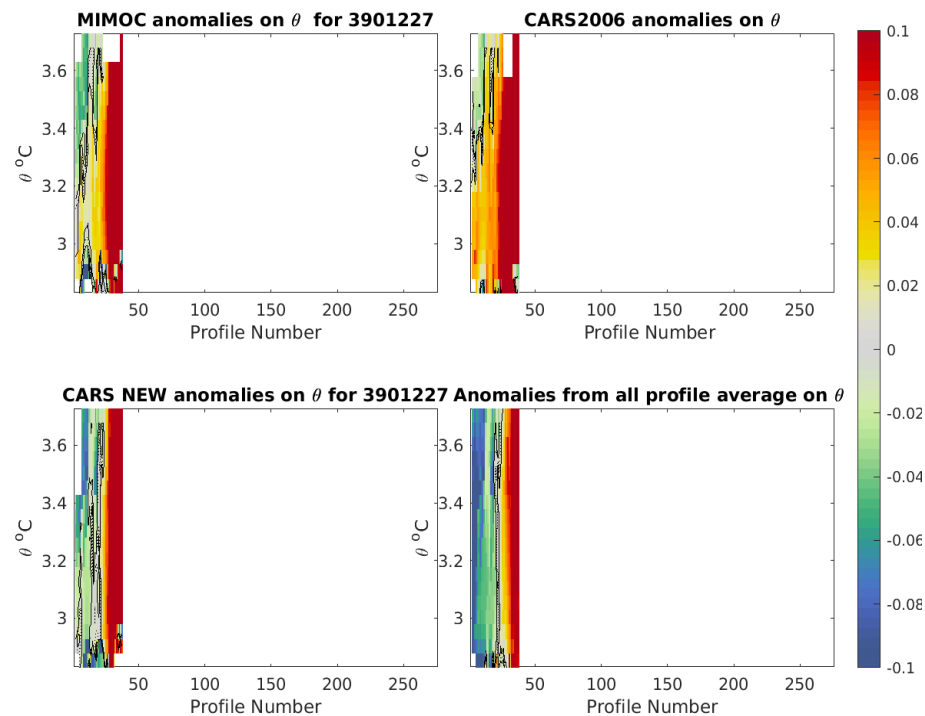 MIMOC anomalies on θ for 3901227
3.6
3.4
3.2
3
θ °C
50 100 150 200 250
Profile Number
CARS2006 anomalies on θ
3.6
3.4
3.2
3
θ °C
50 100 150 200 250
Profile Number
CARS NEW anomalies on θ for 3901227
3.6
3.4
3.2
3
θ °C
50 100 150 200 250
Profile Number
Anomalies from all profile average on θ
3.6
3.4
3.2
3
θ °C
50 100 150 200 250
Profile Number
0.1
0.08
0.06
0.04
0.02
0
-0.02
-0.04
-0.06
-0.08
-0.1